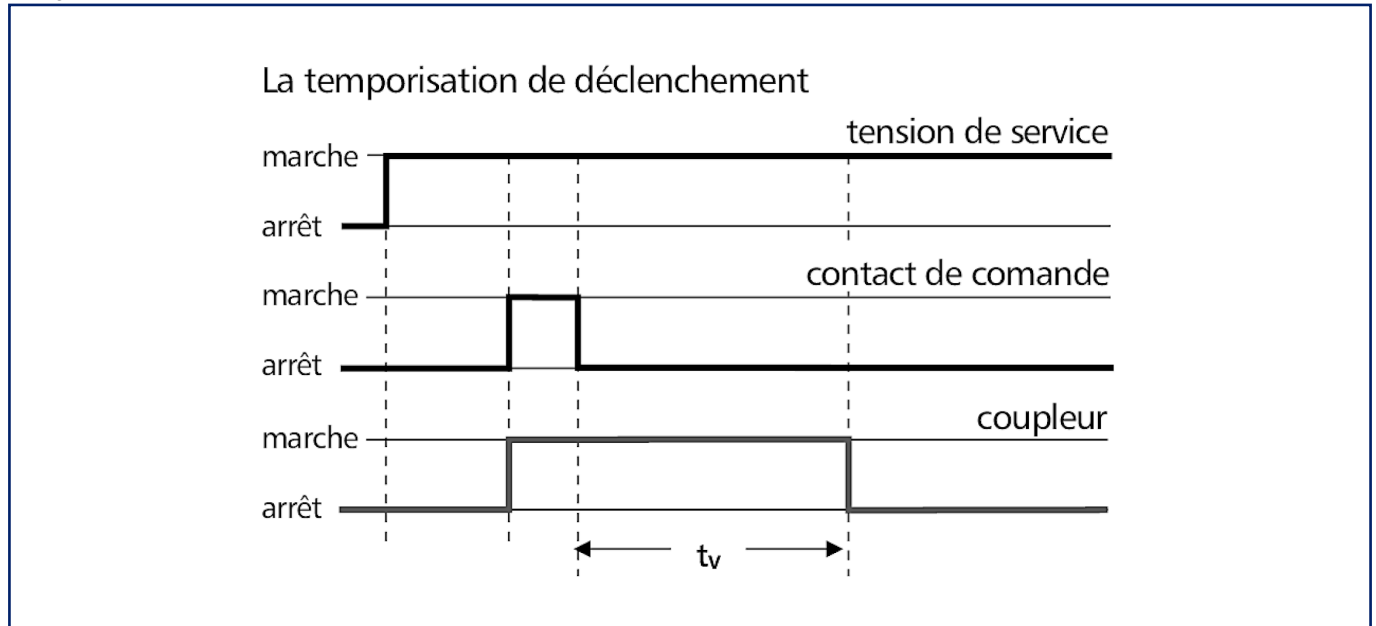 La temporisation de déclenchement
tension de service
marche
arrêt
contact de comande
marche
arrêt
coupleur
marche
arrêt
tv